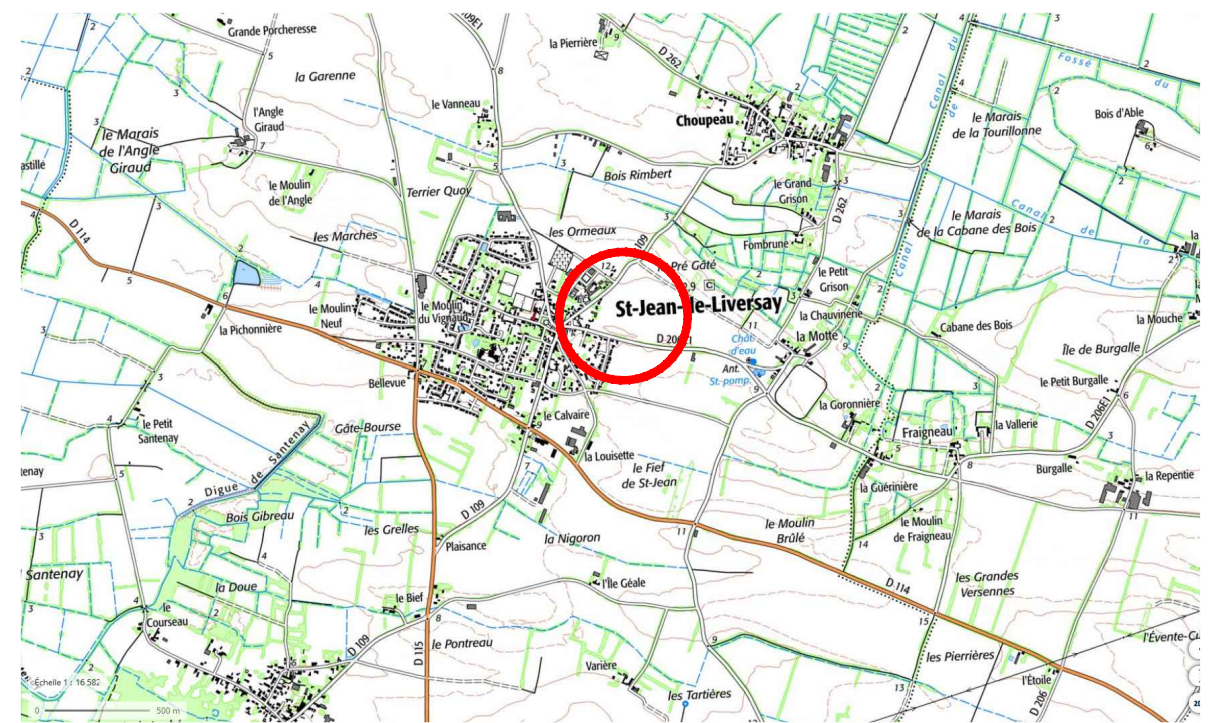 Grande Porcheresse
la Pierrière
D 262
Fossé
du
la Garenne
le Vanneau
Choupeau
Canal du
Canal de
le Marais
de la Tourillonne
Bois d'Able
l'Angle
Giraud
le Marais
de l'Angle
Giraud
le Moulin
de l'Angle
Terrier Quoy
Bois Rimbert
le Grand
Grison
D 262
le Marais
de la Cabane des Bois
Canal de la
D 114
les Marches
les Ormeaux
Fombrune
le Petit
Grison
St-Jean-de-Liversay
le Moulin
Neuf
le Moulin
du Vignaud
la Pichonnière
la Chauvinerie
la Motte
Cabane des Bois
la Mouche
Chât.
d'eau
Ant.
St. pomp.
Île de Burgalle
Bellevue
le Petit Burgalle
D 206E1
le Petit
Santenay
Gâte-Bourse
le Calvaire
la Louisette
la Goronnière
Fraigneau
la Vallerie
Digue de Santenay
le Fief
de St-Jean
la Guérinière
Burgalle
la Repentie
Bois Gibreau
les Grelles
D 109
Plaisance
la Nigoron
le Moulin
Brûlé
le Moulin
de Fraigneau
Santenay
la Doue
l'Île Géale
D 114
les Grandes
Versennes
le
Courseau
le Bief
D 109
D 115
le Pontreau
Varière
les Pierrières
l'Étoile
D 206
les Tartières
Échelle 1 : 16 582
0
500 m